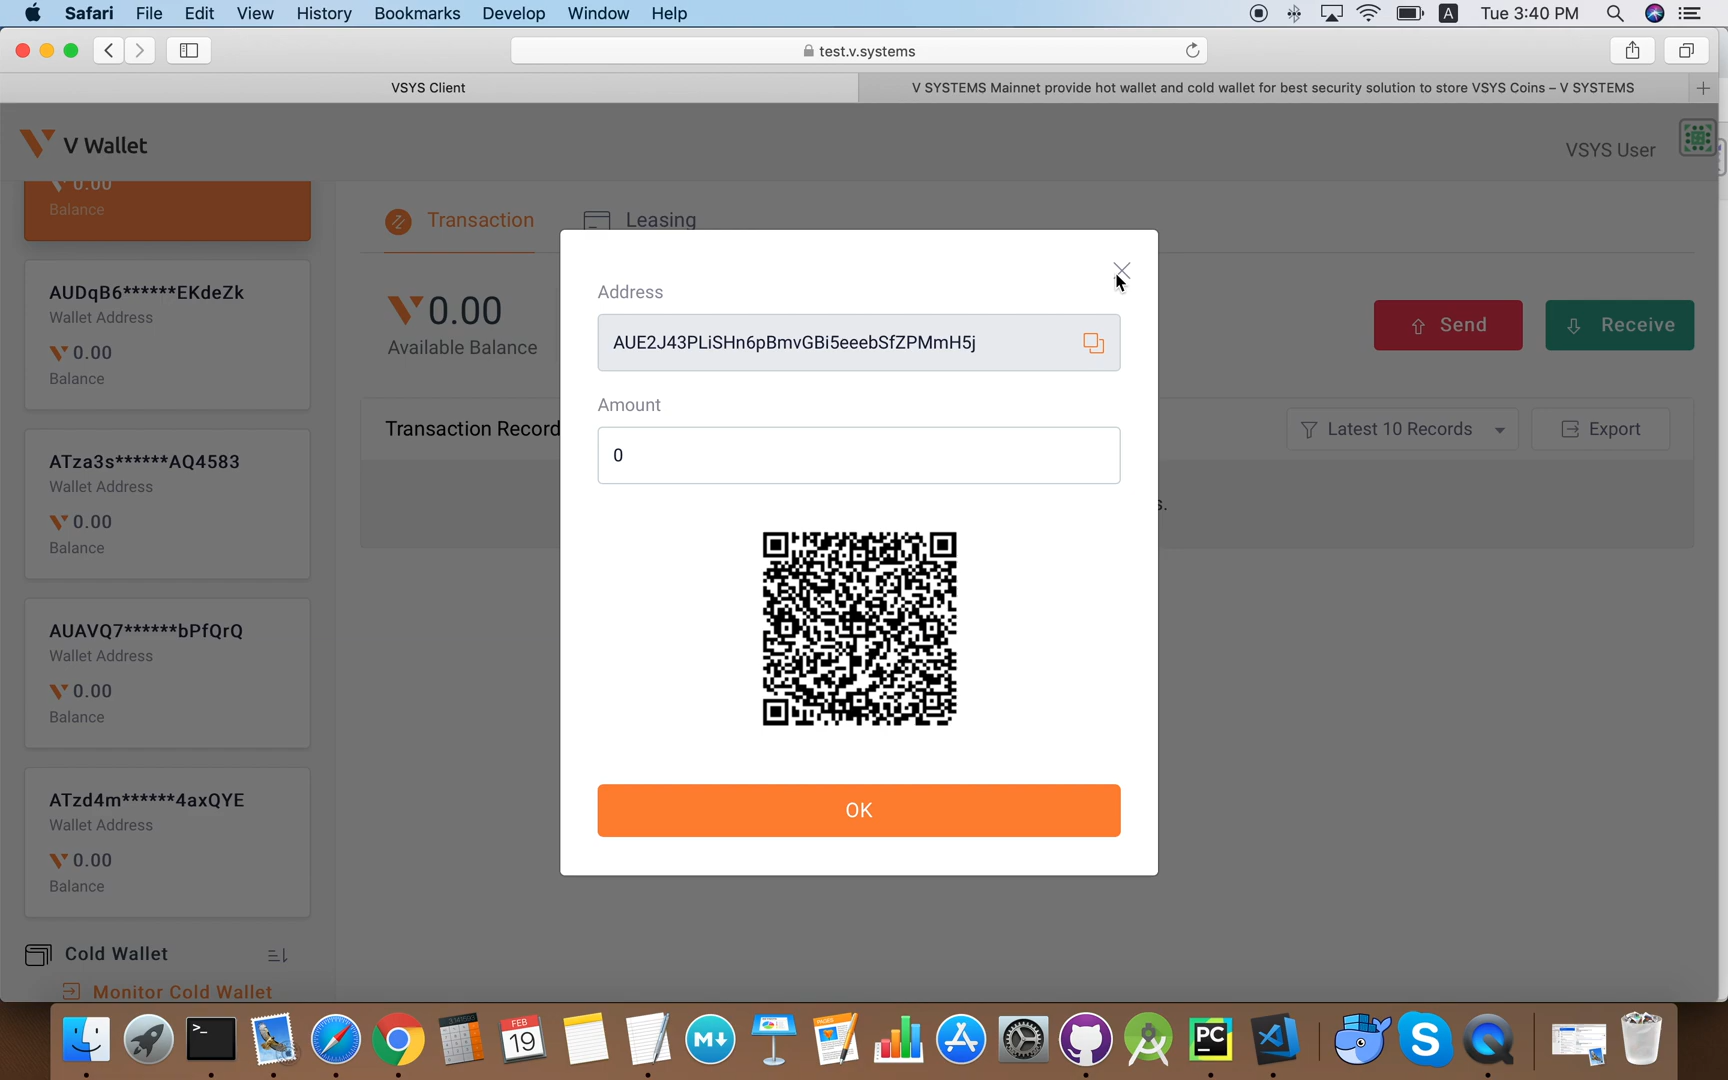 Safari File Edit View History Bookmarks Develop Window Help
A Tue 3:40 PM
test.v.systems
VSYS Client
V SYSTEMS Mainnet provide hot wallet and cold wallet for best security solution to store VSYS Coins – V SYSTEMS
V Wallet
VSYS User
0.00
Balance
AUDqB6******EKdeZk
Wallet Address
0.00
Balance
ATza3s******AQ4583
Wallet Address
0.00
Balance
AUAVQ7******bPfQrQ
Wallet Address
0.00
Balance
ATzd4m******4axQYE
Wallet Address
0.00
Balance
Cold Wallet
Monitor Cold Wallet
Transaction
Leasing
0.00
Available Balance
Send
Receive
Transaction Record
Latest 10 Records
Export
s.
Address
AUE2J43PLiSHn6pBmvGBi5eeebSfZPMmH5j
Amount
0
OK
FEB
19
PC